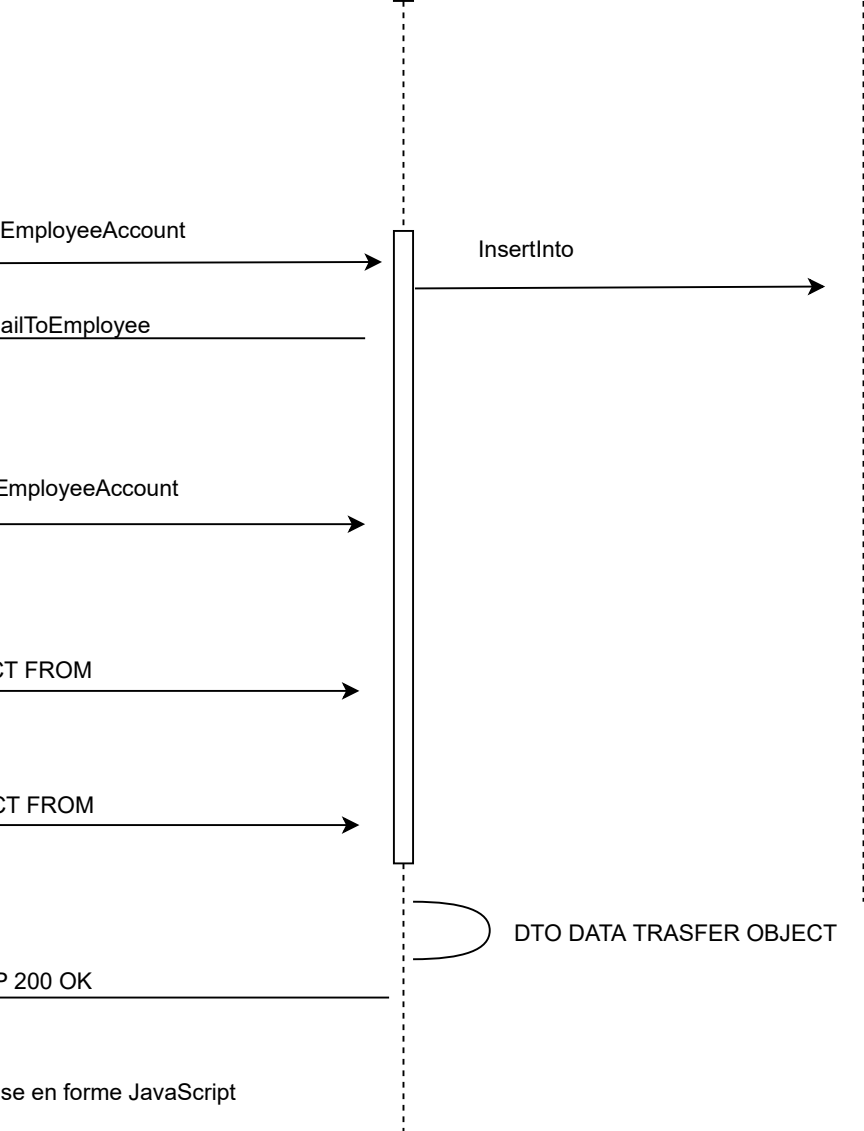 EmployeeAccount
InsertInto
ailToEmployee
EmployeeAccount
CT FROM
CT FROM
DTO DATA TRASFER OBJECT
P 200 OK
se en forme JavaScript